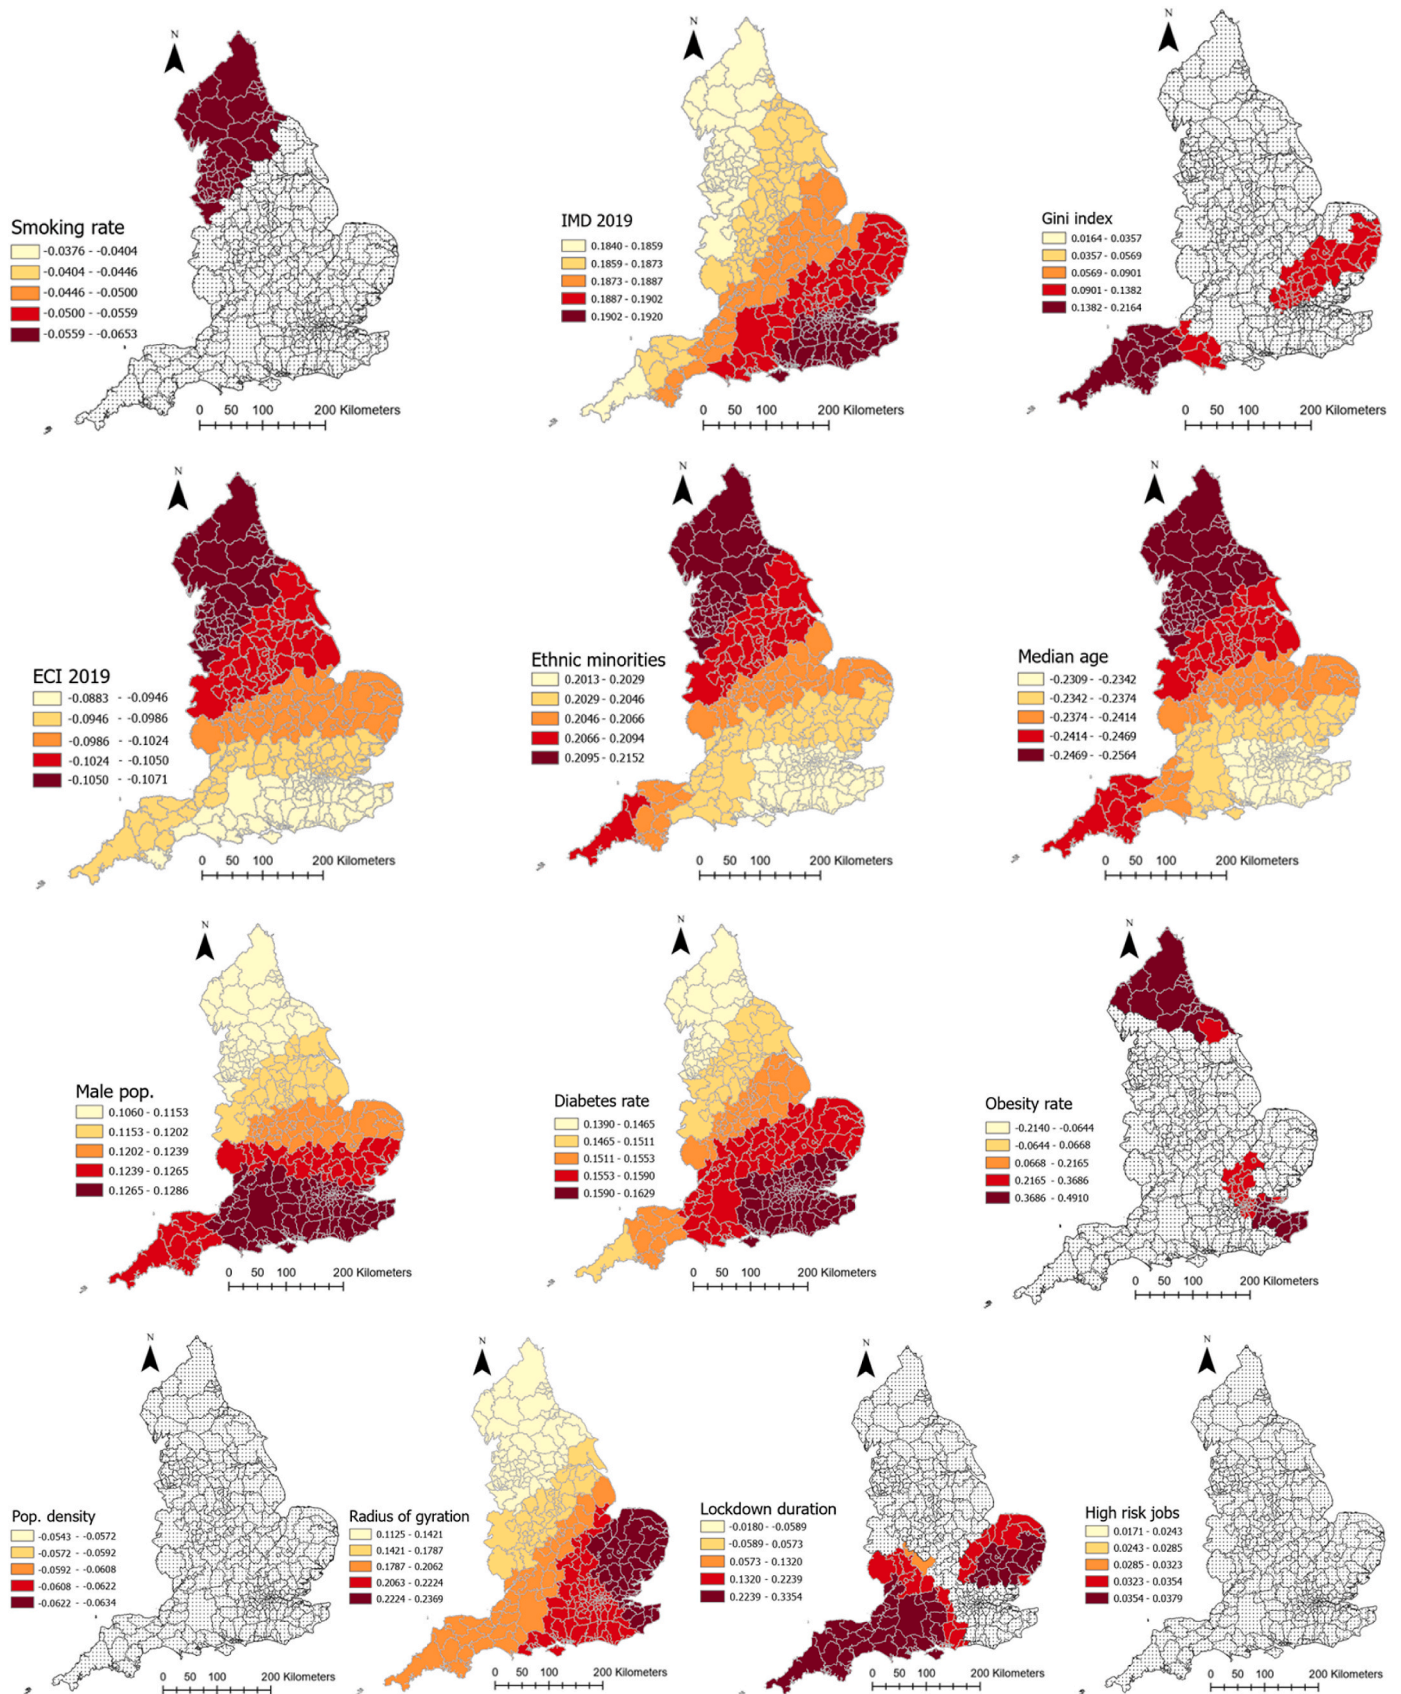 N
Smoking rate
-0.0376 - -0.0404
-0.0404 - -0.0446
-0.0446 - -0.0500
-0.0500 - -0.0559
-0.0559 - -0.0653
0 50 100 200 Kilometers
N
IMD 2019
0.1840 - 0.1859
0.1859 - 0.1873
0.1873 - 0.1887
0.1887 - 0.1902
0.1902 - 0.1920
0 50 100 200 Kilometers
N
Gini index
0.0164 - 0.0357
0.0357 - 0.0569
0.0569 - 0.0901
0.0901 - 0.1382
0.1382 - 0.2164
0 50 100 200 Kilometers
N
ECI 2019
-0.0883 - -0.0946
-0.0946 - -0.0986
-0.0986 - -0.1024
-0.1024 - -0.1050
-0.1050 - -0.1071
0 50 100 200 Kilometers
N
Ethnic minorities
0.2013 - 0.2029
0.2029 - 0.2046
0.2046 - 0.2066
0.2066 - 0.2094
0.2095 - 0.2152
0 50 100 200 Kilometers
N
Median age
-0.2309 - -0.2342
-0.2342 - -0.2374
-0.2374 - -0.2414
-0.2414 - -0.2469
-0.2469 - -0.2564
0 50 100 200 Kilometers
N
Male pop.
0.1060 - 0.1153
0.1153 - 0.1202
0.1202 - 0.1239
0.1239 - 0.1265
0.1265 - 0.1286
0 50 100 200 Kilometers
N
Diabetes rate
0.1390 - 0.1465
0.1465 - 0.1511
0.1511 - 0.1553
0.1553 - 0.1590
0.1590 - 0.1629
0 50 100 200 Kilometers
N
Obesity rate
-0.2140 - -0.0644
-0.0644 - 0.0668
0.0668 - 0.2165
0.2165 - 0.3686
0.3686 - 0.4910
0 50 100 200 Kilometers
N
Pop. density
-0.0543 - -0.0572
-0.0572 - -0.0592
-0.0592 - -0.0608
-0.0608 - -0.0622
-0.0622 - -0.0634
0 50 100 200 Kilometers
N
Radius of gyration
0.1125 - 0.1421
0.1421 - 0.1787
0.1787 - 0.2062
0.2063 - 0.2224
0.2224 - 0.2369
0 50 100 200 Kilometers
N
Lockdown duration
-0.0180 - -0.0589
-0.0589 - 0.0573
0.0573 - 0.1320
0.1320 - 0.2239
0.2239 - 0.3354
0 50 100 200 Kilometers
N
High risk jobs
0.0171 - 0.0243
0.0243 - 0.0285
0.0285 - 0.0323
0.0323 - 0.0354
0.0354 - 0.0379
0 50 100 200 Kilometers